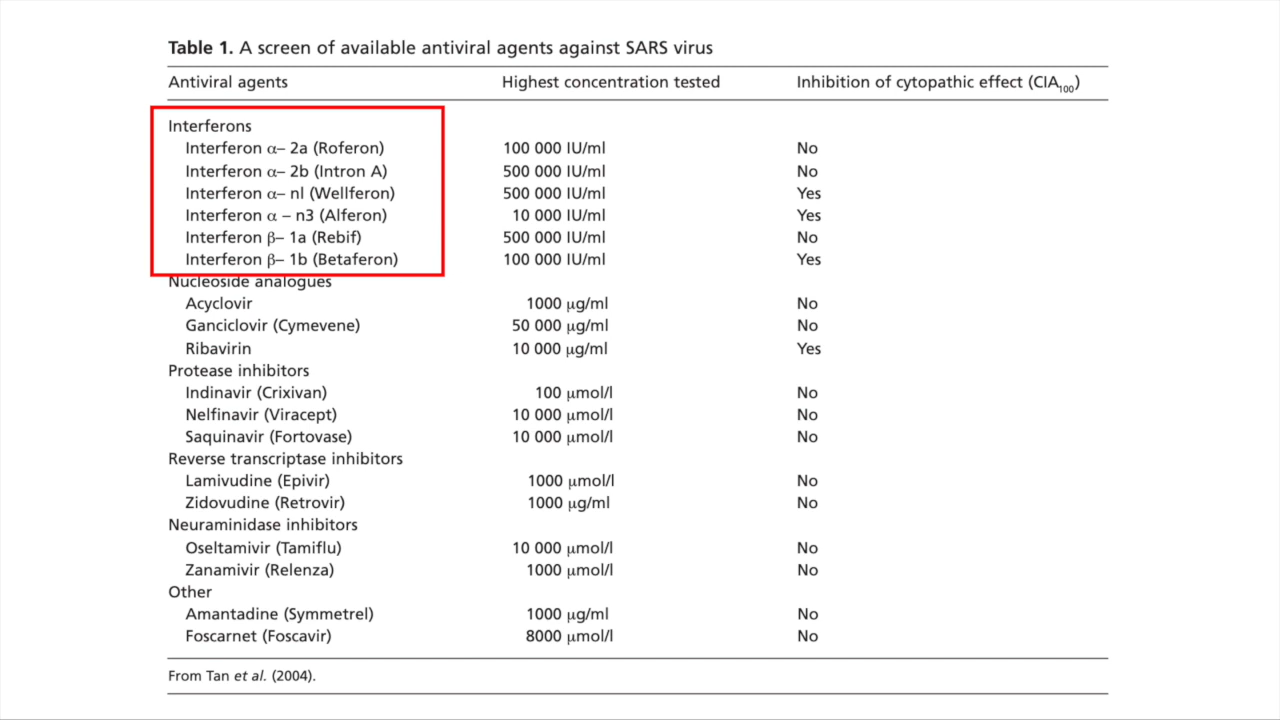 Table 1. A screen of available antiviral agents against SARS virus
Antiviral agents Highest concentration tested Inhibition of cytopathic effect (CIA100)
Interferons
Interferon α– 2a (Roferon) 100 000 IU/ml No
Interferon α– 2b (Intron A) 500 000 IU/ml No
Interferon α– nl (Wellferon) 500 000 IU/ml Yes
Interferon α – n3 (Alferon) 10 000 IU/ml Yes
Interferon β– 1a (Rebif) 500 000 IU/ml No
Interferon β– 1b (Betaferon) 100 000 IU/ml Yes
Nucleoside analogues
Acyclovir 1000 μg/ml No
Ganciclovir (Cymevene) 50 000 μg/ml No
Ribavirin 10 000 μg/ml Yes
Protease inhibitors
Indinavir (Crixivan) 100 μmol/l No
Nelfinavir (Viracept) 10 000 μmol/l No
Saquinavir (Fortovase) 10 000 μmol/l No
Reverse transcriptase inhibitors
Lamivudine (Epivir) 1000 μmol/l No
Zidovudine (Retrovir) 1000 μg/ml No
Neuraminidase inhibitors
Oseltamivir (Tamiflu) 10 000 μmol/l No
Zanamivir (Relenza) 1000 μmol/l No
Other
Amantadine (Symmetrel) 1000 μg/ml No
Foscarnet (Foscavir) 8000 μmol/l No
From Tan et al. (2004).